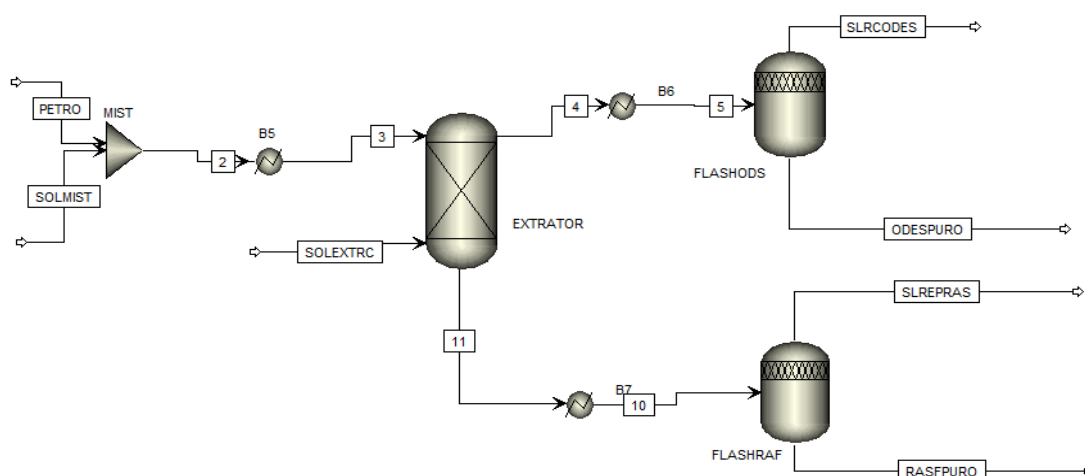 SLRCODES
B6
4
5
PETRO
MIST
B5
3
2
FLASHODS
SOLMIST
EXTRATOR
ODESPURO
SOLEXTRC
SLREPRAS
11
B7
10
FLASHRAF
RASFPURO